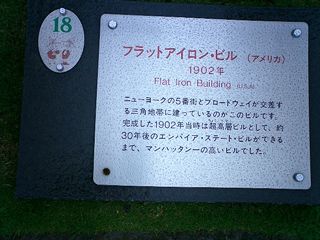 18
フラットアイロン・ビル (アメリカ)
1902年
Flat Iron Building (U.S.A)
ニューヨークの5番街とブロードウェイが交差す
る三角地帯に建っているのがこのビルです。
完成した1902年当時は超高層ビルとして、約
30年後のエンパイア・ステート・ビルができる
まで、マンハッタン一の高いビルでした。